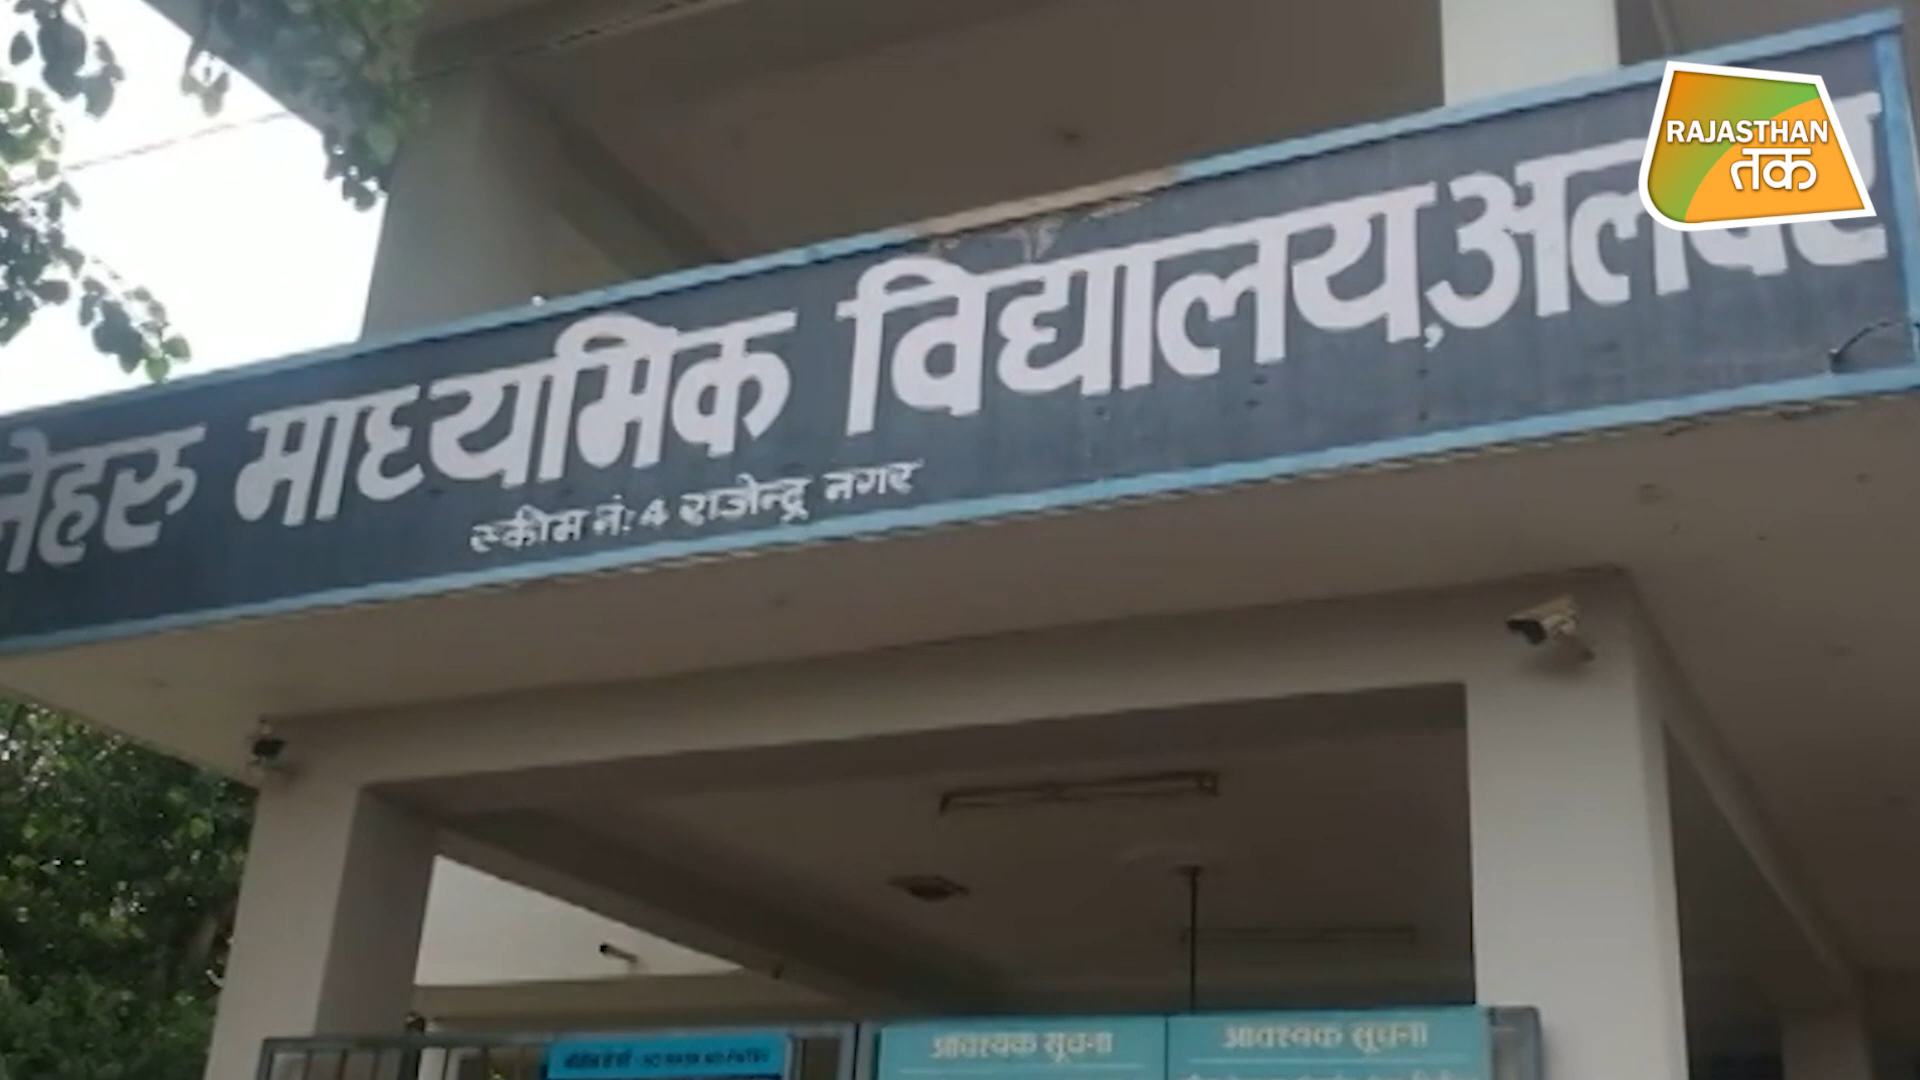 RAJASTHAN
तक
नेहरु माध्यमिक विद्यालय, अलवर
स्कीम नं: 4 राजेन्द्र नगर
आवश्यक सूचना
आवश्यक सूचना